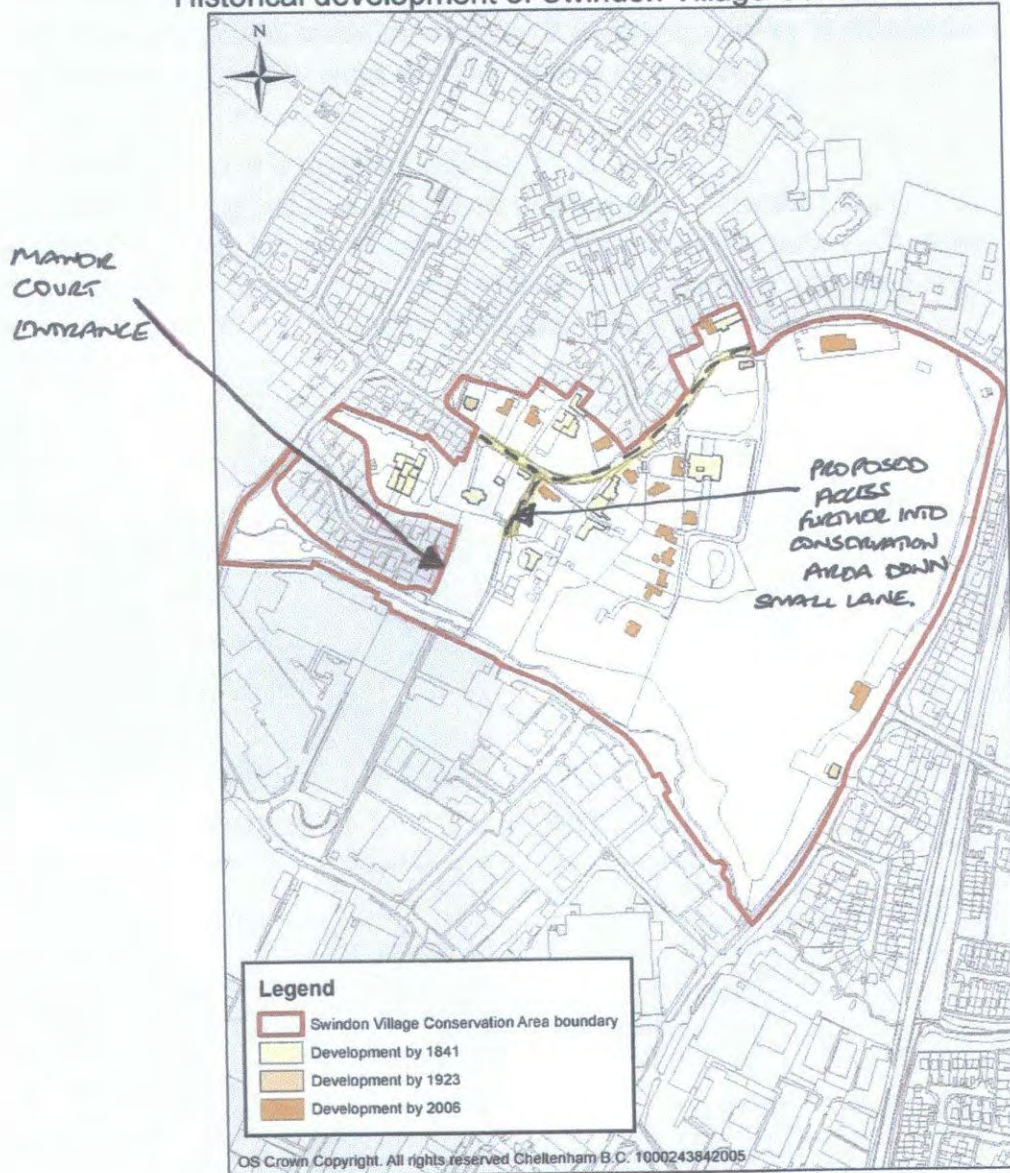 Historical development of Swindon Village
N
MANOR
COURT
ENTRANCE
PROPOSED
ACCESS
FURTHER INTO
CONSERVATION
AREA DOWN
SMALL LANE.
Legend
Swindon Village Conservation Area boundary
Development by 1841
Development by 1923
Development by 2006
OS Crown Copyright. All rights reserved Cheltenham B.C. 1000243842005